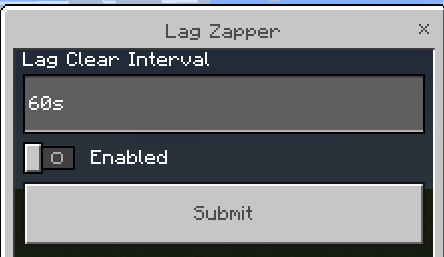 Lag Zapper
Lag Clear Interval
60s
Enabled
Submit